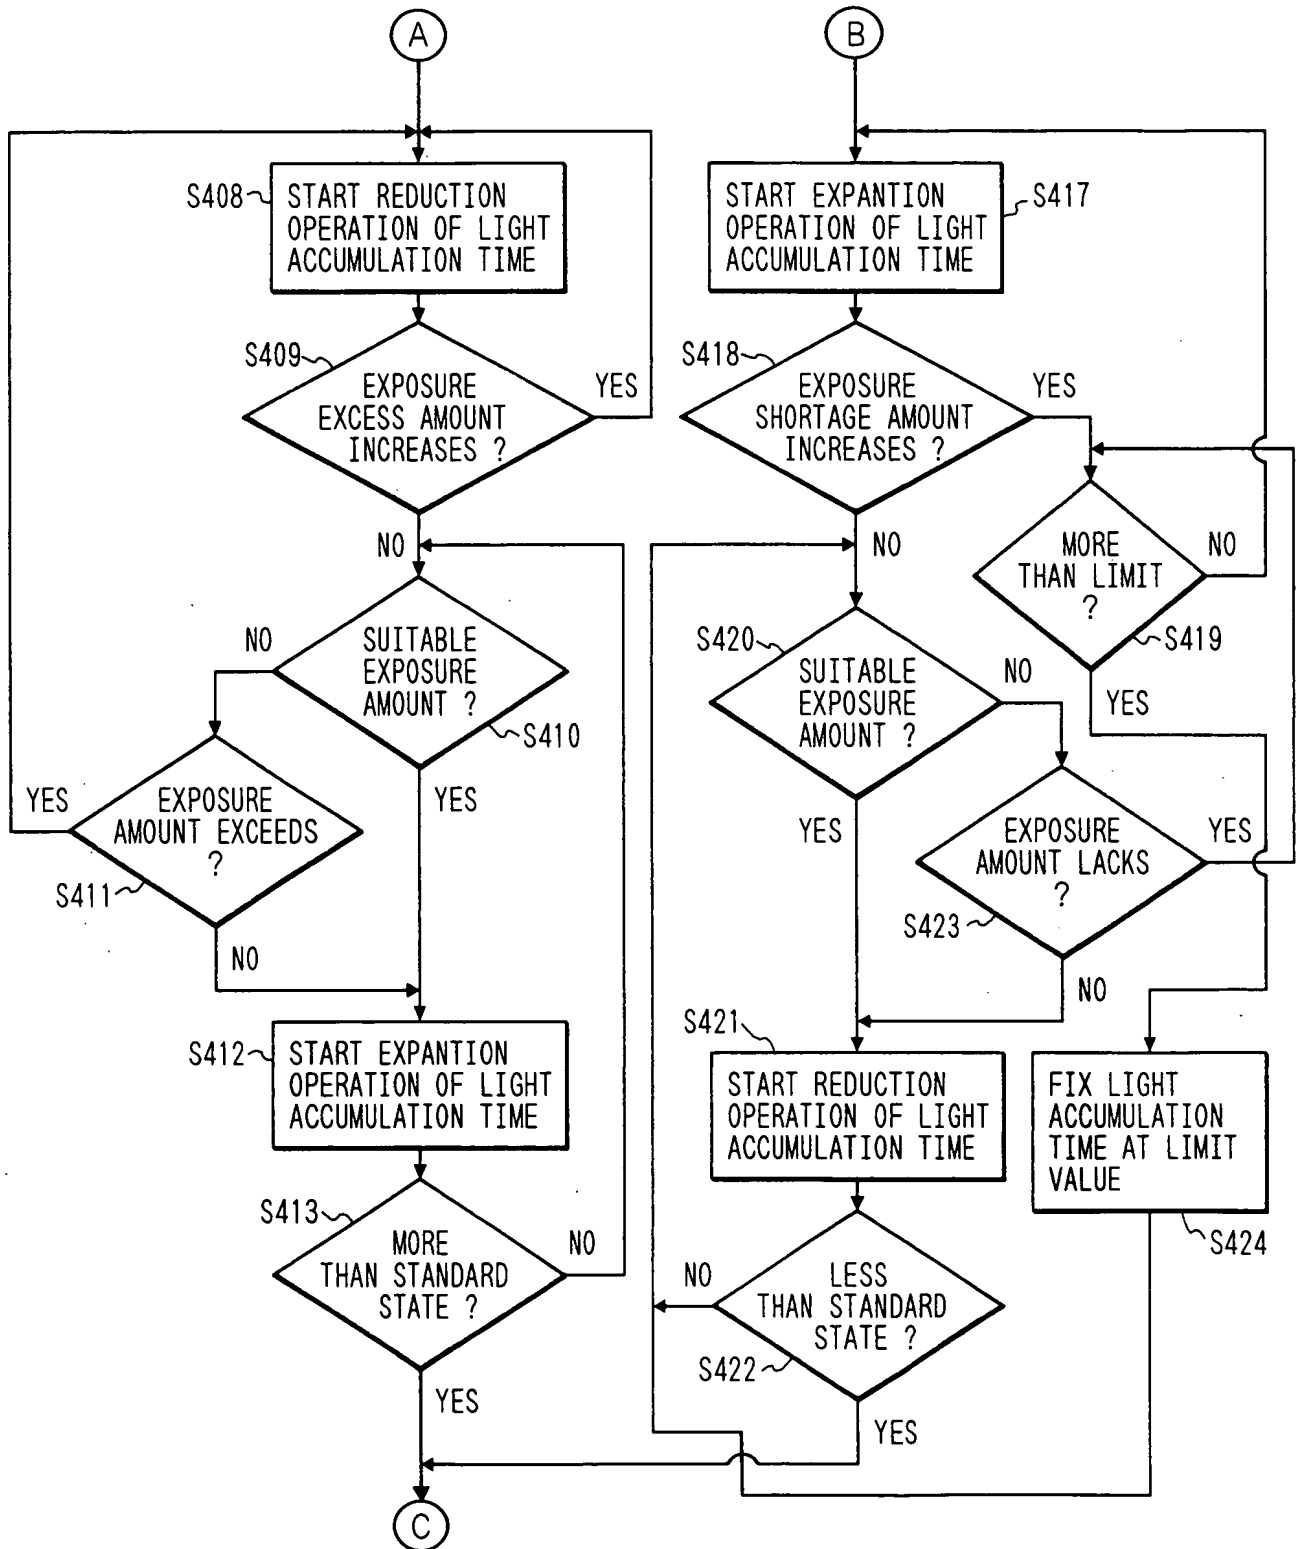 A
S408
START REDUCTION
OPERATION OF LIGHT
ACCUMULATION TIME
S409
EXPOSURE
EXCESS AMOUNT
INCREASES ?
YES
NO
SUITABLE
EXPOSURE
AMOUNT ?
S410
NO
YES
EXPOSURE
AMOUNT EXCEEDS
?
S411
YES
NO
S412
START EXPANTION
OPERATION OF LIGHT
ACCUMULATION TIME
S413
MORE
THAN STANDARD
STATE ?
NO
YES
C
B
START EXPANTION
OPERATION OF LIGHT
ACCUMULATION TIME
S417
S418
EXPOSURE
SHORTAGE AMOUNT
INCREASES ?
YES
NO
MORE
THAN LIMIT
?
S419
NO
YES
S420
SUITABLE
EXPOSURE
AMOUNT ?
NO
YES
EXPOSURE
AMOUNT LACKS
?
S423
YES
NO
S421
START REDUCTION
OPERATION OF LIGHT
ACCUMULATION TIME
FIX LIGHT
ACCUMULATION
TIME AT LIMIT
VALUE
S424
LESS
THAN STANDARD
STATE ?
S422
NO
YES